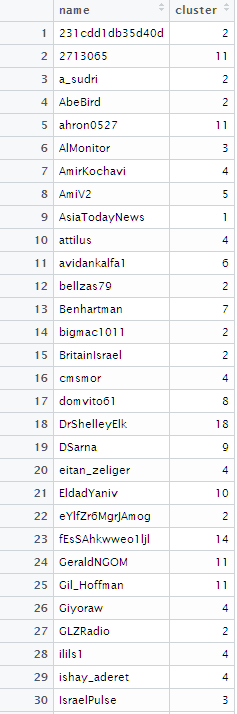 name cluster
1 231cdd1db35d40d 2
2 2713065 11
3 a_sudri 2
4 AbeBird 2
5 ahron0527 11
6 AlMonitor 3
7 AmirKochavi 4
8 AmiV2 5
9 AsiaTodayNews 1
10 attilus 4
11 avidankalfa1 6
12 bellzas79 2
13 Benhartman 7
14 bigmac1011 2
15 BritainIsrael 2
16 cmsmor 4
17 domvito61 8
18 DrShelleyElk 18
19 DSarna 9
20 eitan_zeliger 4
21 EldadYaniv 10
22 eYlfZr6MgrJAmog 2
23 fEsSAhkwweo1ljl 14
24 GeraldNGOM 11
25 Gil_Hoffman 11
26 Giyoraw 4
27 GLZRadio 2
28 ilils1 4
29 ishay_aderet 4
30 IsraelPulse 3